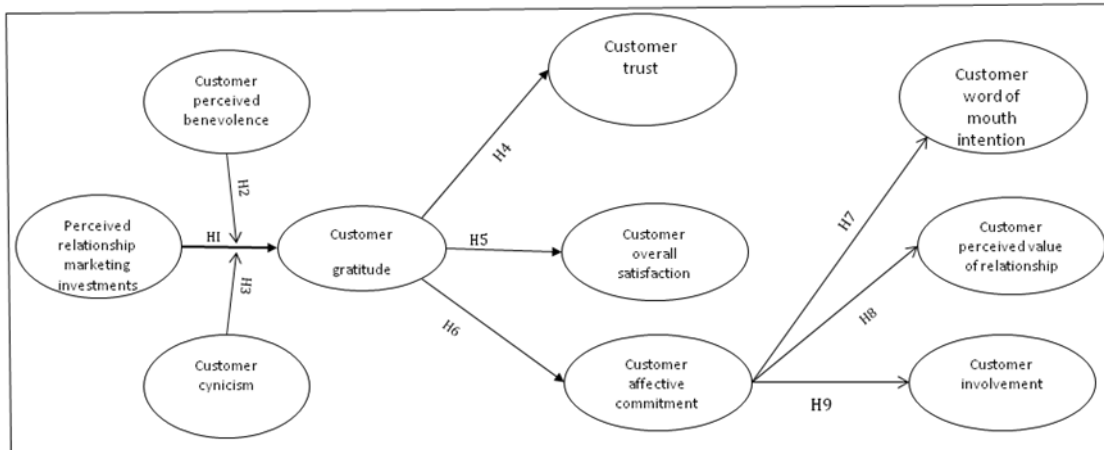 Customer
trust
Customer
perceived
benevolence
Customer
word of
mouth
intention
H4
H2
H7
Perceived
relationship
marketing
investments
H1
Customer
gratitude
H5
Customer
overall
satisfaction
Customer
perceived value
of relationship
H3
H6
H8
Customer
cynicism
Customer
affective
commitment
Customer
involvement
H9